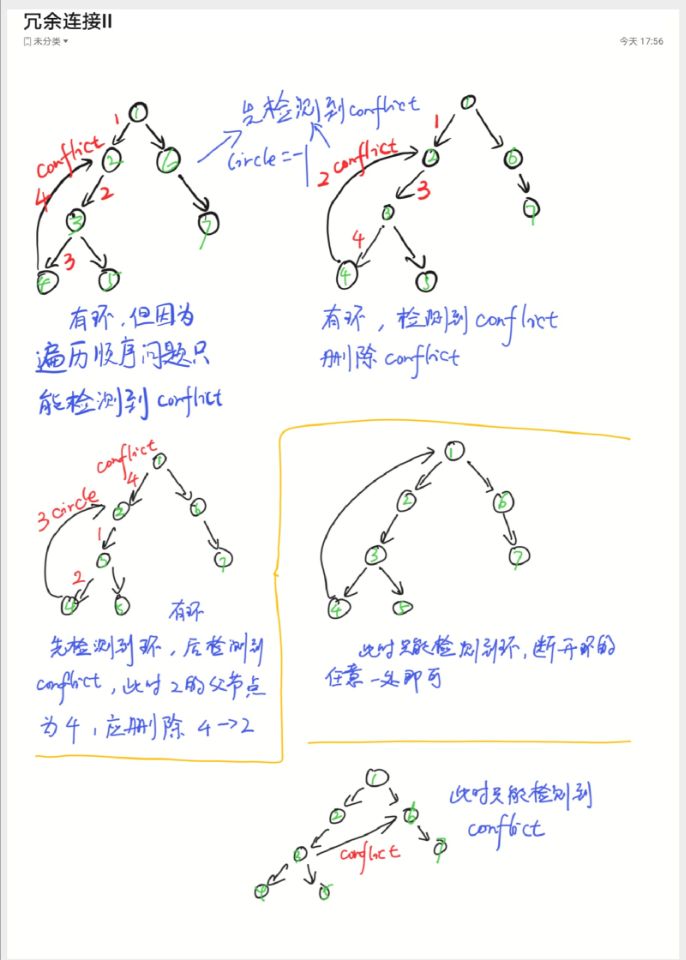 冗余连接II
未分类
今天 17:56
先检测到conflict
circle=-1
1
conflict
4
2
3
1
2
6
3
7
4
5
有环,但因为
遍历顺序问题只
能检测到 conflict
1
2 conflict
3
4
1
2
6
3
7
4
5
有环,检测到 conflict
删除 conflict
conflict
4
3 circle
1
2
1
2
7
4
有环
先检测到环,后检测到
conflict,此时2的父节点
为4,应删除 4→2
1
2
6
3
7
4
5
此时只能检测到环,断开环的
任意一处即可
1
2
6
conflict
7
此时只能检测到
conflict